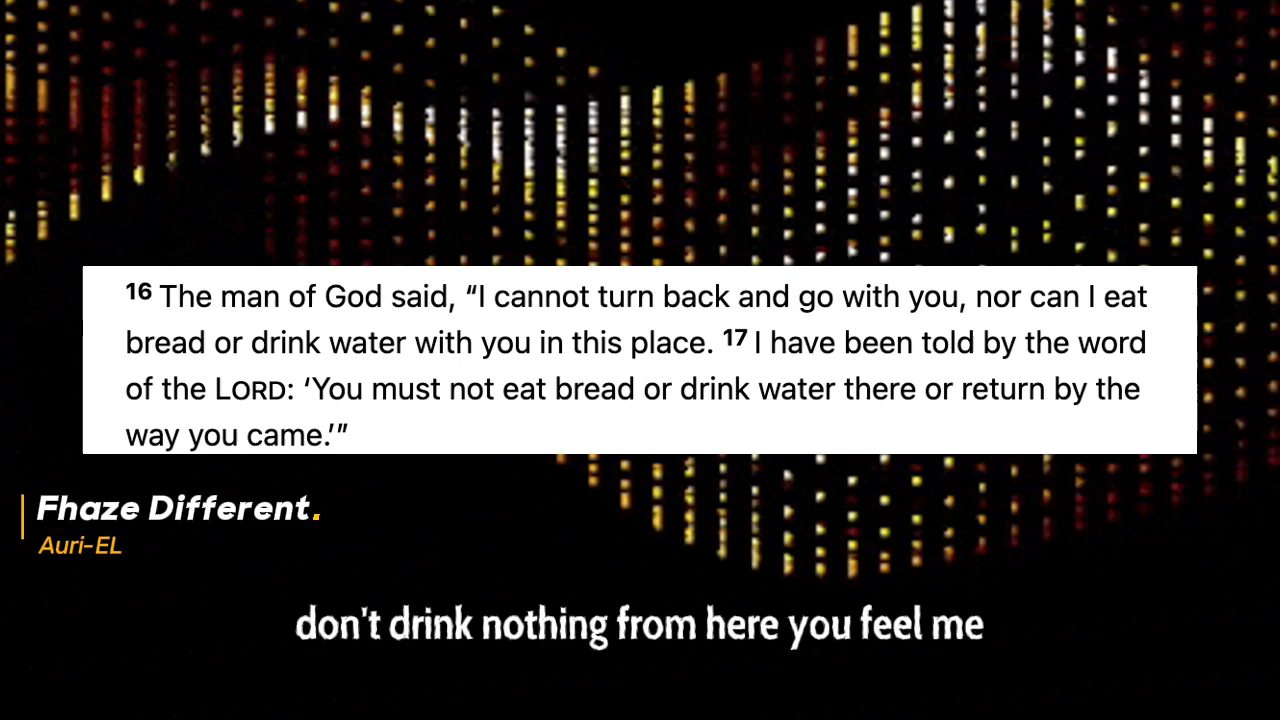 16 The man of God said, “I cannot turn back and go with you, nor can I eat
bread or drink water with you in this place. 17 I have been told by the word
of the LORD: ‘You must not eat bread or drink water there or return by the
way you came.’”
Fhaze Different.
Auri-EL
don't drink nothing from here you feel me